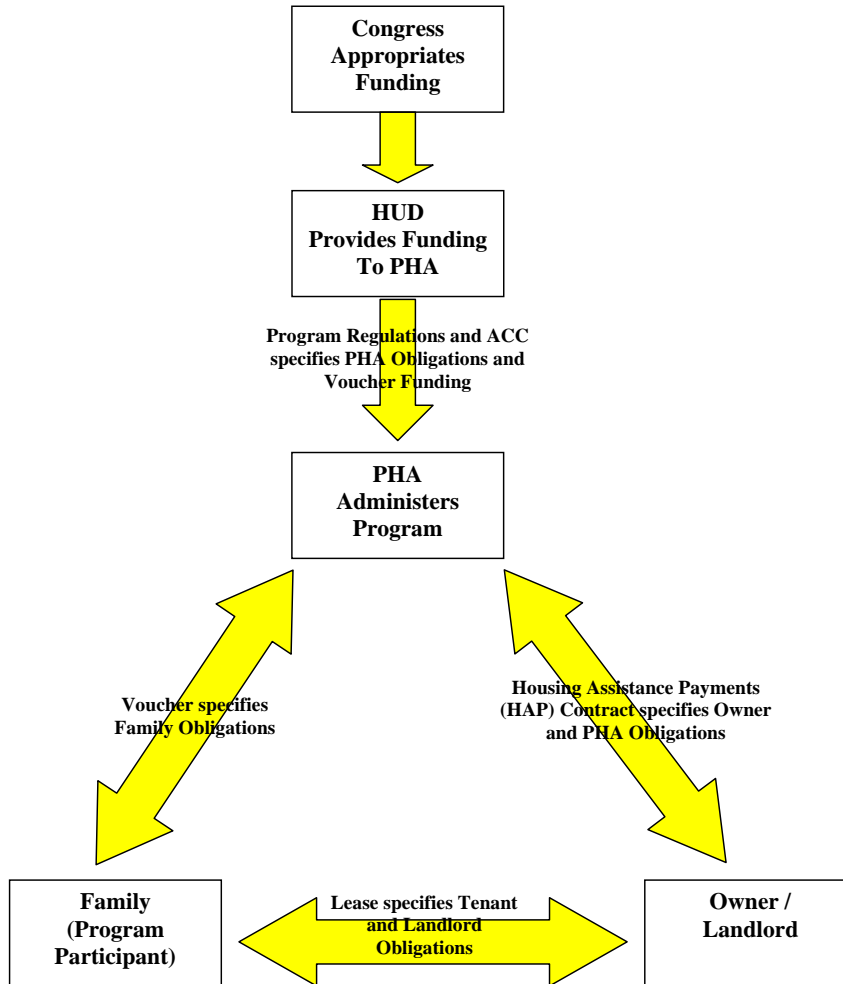 Congress
Appropriates
Funding
HUD
Provides Funding
To PHA
Program Regulations and ACC
specifies PHA Obligations and
Voucher Funding
PHA
Administers
Program
Voucher specifies
Family Obligations
Housing Assistance Payments
(HAP) Contract specifies Owner
and PHA Obligations
Family
(Program
Participant)
Lease specifies Tenant
and Landlord
Obligations
Owner /
Landlord